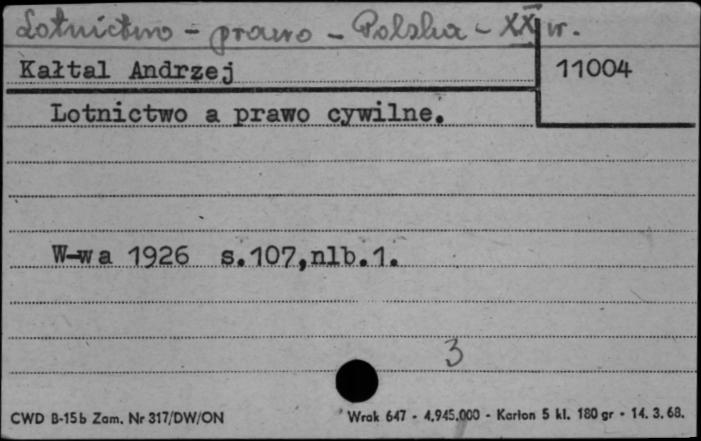 Lotnictwo - prawo - Polska - XX w.
Kałtal Andrzej
11004
Lotnictwo a prawo cywilne.
W-wa 1926 s.107,nlb.1.
3
CWD B-15b Zam. Nr 317/DW/ON
Wrak 647 - 4.945.000 - Karton 5 kl. 180 gr - 14. 3. 68.